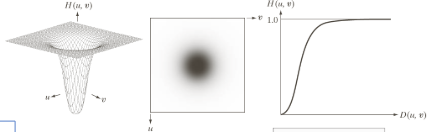 H(u, v)
u
v
v
u
H(u, v)
1.0
D(u, v)